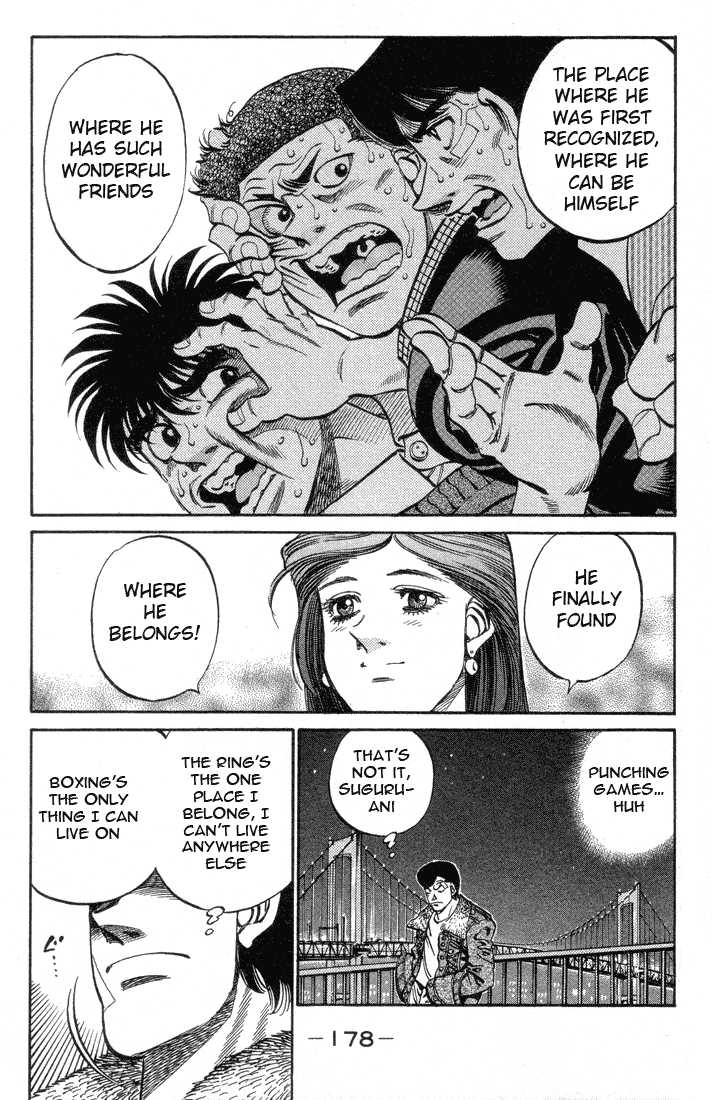 THE PLACE
WHERE HE
WAS FIRST
RECOGNIZED,
WHERE HE
CAN BE
HIMSELF
WHERE HE
HAS SUCH
WONDERFUL
FRIENDS
HE
FINALLY
FOUND
WHERE
HE
BELONGS!
PUNCHING
GAMES...
HUH
THAT'S
NOT IT,
SUGURU-
ANI
THE RING'S
THE ONE
PLACE I
BELONG, I
CAN'T LIVE
ANYWHERE
ELSE
BOXING'S
THE ONLY
THING I CAN
LIVE ON
-178-